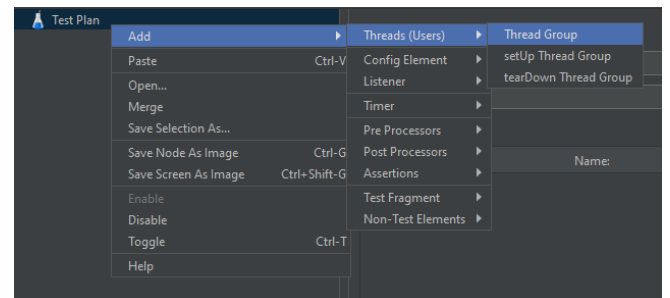 Test Plan
Add
Paste Ctrl-V
Open...
Merge
Save Selection As...
Save Node As Image Ctrl-G
Save Screen As Image Ctrl+Shift-G
Enable
Disable
Toggle Ctrl-T
Help
Threads (Users)
Config Element
Listener
Timer
Pre Processors
Post Processors
Assertions
Test Fragment
Non-Test Elements
Thread Group
setUp Thread Group
tearDown Thread Group
Name: